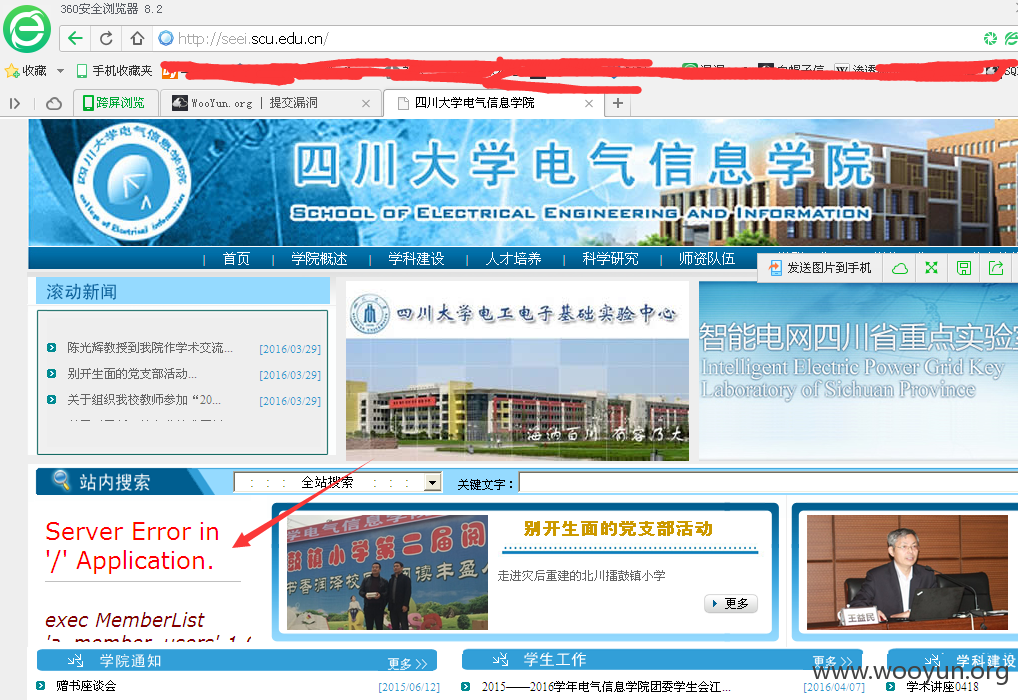 360安全浏览器 8.2
http://seei.scu.edu.cn/
收藏
手机收藏夹
跨屏浏览
WooYun.org | 提交漏洞
四川大学电气信息学院
四川大学电气信息学院
SCHOOL OF ELECTRICAL ENGINEERING AND INFORMATION
四川大学电气信息学院
College of Electrical Information
首页 | 学院概述 | 学科建设 | 人才培养 | 科学研究 | 师资队伍
发送图片到手机
滚动新闻
陈光辉教授到我院作学术交流... [2016/03/29]
别开生面的党支部活动... [2016/03/29]
关于组织我校教师参加“20... [2016/03/29]
四川大学电工电子基础实验中心
海纳百川 有容乃大
智能电网四川省重点实验室
Intelligent Electric Power Grid Key
Laboratory of Sichuan Province
站内搜索
: : : 全站搜索 : : :
关键文字：
Server Error in
'/' Application.
exec MemberList
别开生面的党支部活动
走进灾后重建的北川擂鼓镇小学
更多
王益民
学院通知
更多 >>
学生工作
更多 >>
学科建设
赠书座谈会 [2015/06/12]
2015——2016学年电气信息学院团委学生会江... [2016/04/07]
学术讲座0418
www.wooyun.org